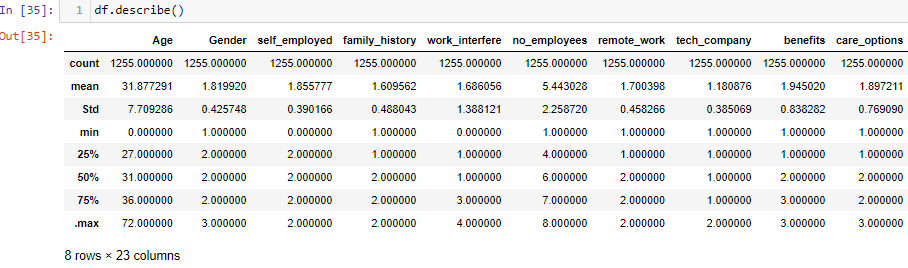 In [35]: 1 df.describe()
Out[35]:
Age Gender self_employed family_history work_interfere no_employees remote_work tech_company benefits care_options
count 1255.000000 1255.000000 1255.000000 1255.000000 1255.000000 1255.000000 1255.000000 1255.000000 1255.000000 1255.000000
mean 31.877291 1.819920 1.855777 1.609562 1.686056 5.443028 1.700398 1.180876 1.945020 1.897211
Std 7.709286 0.425740 0.390166 0.488043 1.388121 2.258720 0.458266 0.385069 0.838282 0.769090
min 0.000000 1.000000 0.000000 1.000000 0.000000 1.000000 1.000000 1.000000 1.000000 1.000000
25% 27.000000 2.000000 2.000000 1.000000 1.000000 4.000000 1.000000 1.000000 1.000000 1.000000
50% 31.000000 2.000000 2.000000 2.000000 1.000000 6.000000 2.000000 1.000000 2.000000 2.000000
75% 36.000000 2.000000 2.000000 2.000000 3.000000 7.000000 2.000000 1.000000 3.000000 2.000000
.max 72.000000 3.000000 2.000000 2.000000 4.000000 8.000000 2.000000 2.000000 3.000000 3.000000
8 rows × 23 columns